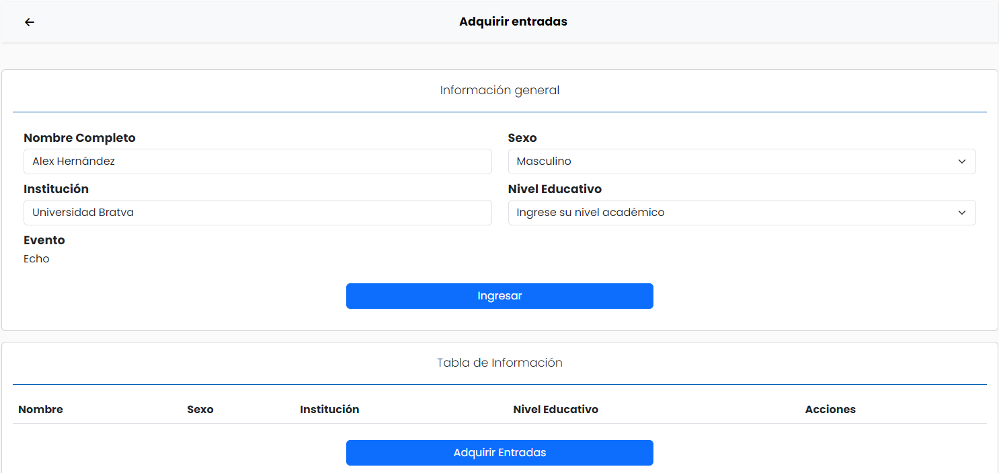 Adquirir entradas
Información general
Nombre Completo
Sexo
Alex Hernández
Masculino
Institución
Nivel Educativo
Universidad Bratva
Ingrese su nivel académico
Evento
Echo
Ingresar
Tabla de Información
Nombre Sexo Institución Nivel Educativo Acciones
Adquirir Entradas